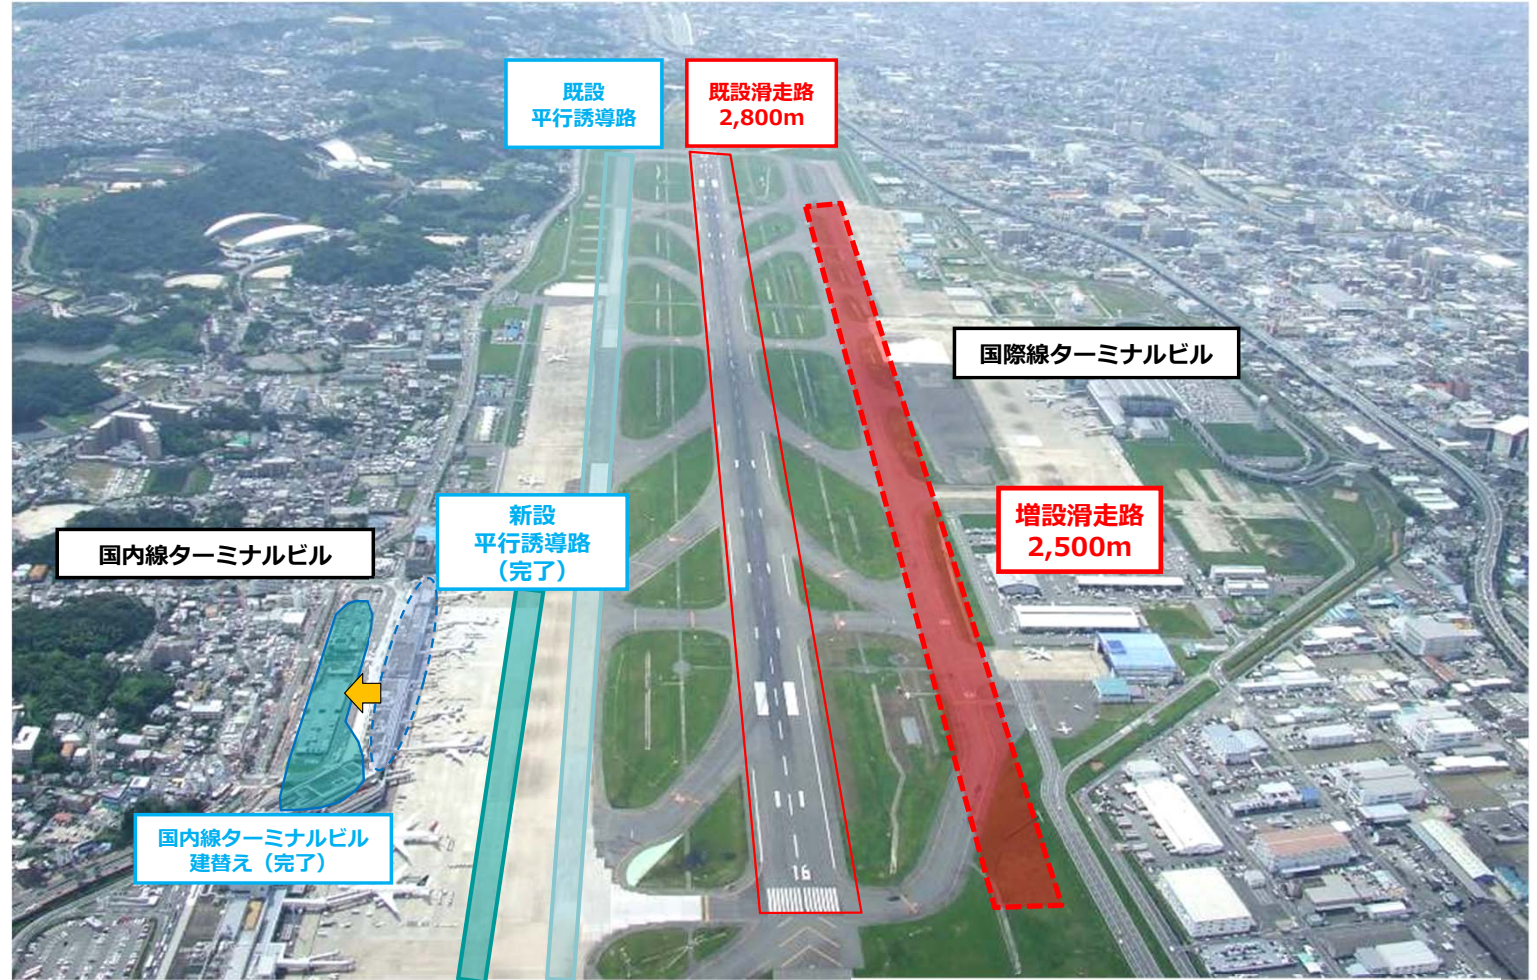 既設
平行誘導路
既設滑走路
2,800m
国際線ターミナルビル
増設滑走路
2,500m
新設
平行誘導路
（完了）
国内線ターミナルビル
国内線ターミナルビル
建替え（完了）
16